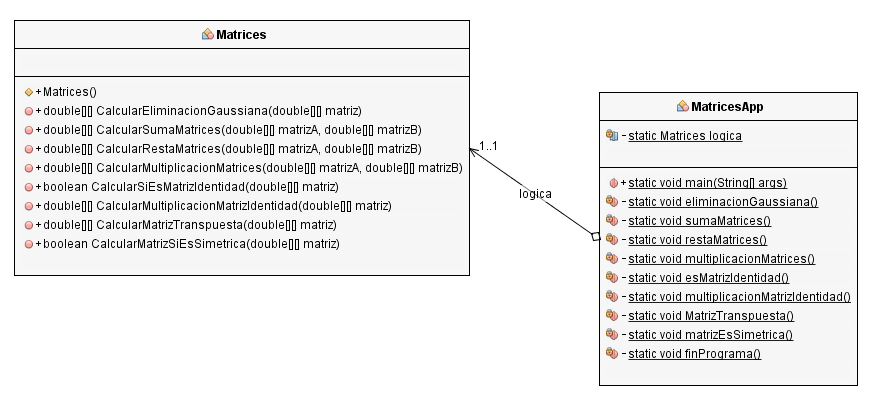 Matrices
+ Matrices()
+ double[][] CalcularEliminacionGaussiana(double[][] matriz)
+ double[][] CalcularSumaMatrices(double[][] matrizA, double[][] matrizB)
+ double[][] CalcularRestaMatrices(double[][] matrizA, double[][] matrizB)
+ double[][] CalcularMultiplicacionMatrices(double[][] matrizA, double[][] matrizB)
+ boolean CalcularSiEsMatrizIdentidad(double[][] matriz)
+ double[][] CalcularMultiplicacionMatrizIdentidad(double[][] matriz)
+ double[][] CalcularMatrizTranspuesta(double[][] matriz)
+ boolean CalcularMatrizSiEsSimetrica(double[][] matriz)
1..1
logica
MatricesApp
- static Matrices logica
+ static void main(String[] args)
- static void eliminacionGaussiana()
- static void sumaMatrices()
- static void restaMatrices()
- static void multiplicacionMatrices()
- static void esMatrizIdentidad()
- static void multiplicacionMatrizIdentidad()
- static void MatrizTranspuesta()
- static void matrizEsSimetrica()
- static void finPrograma()